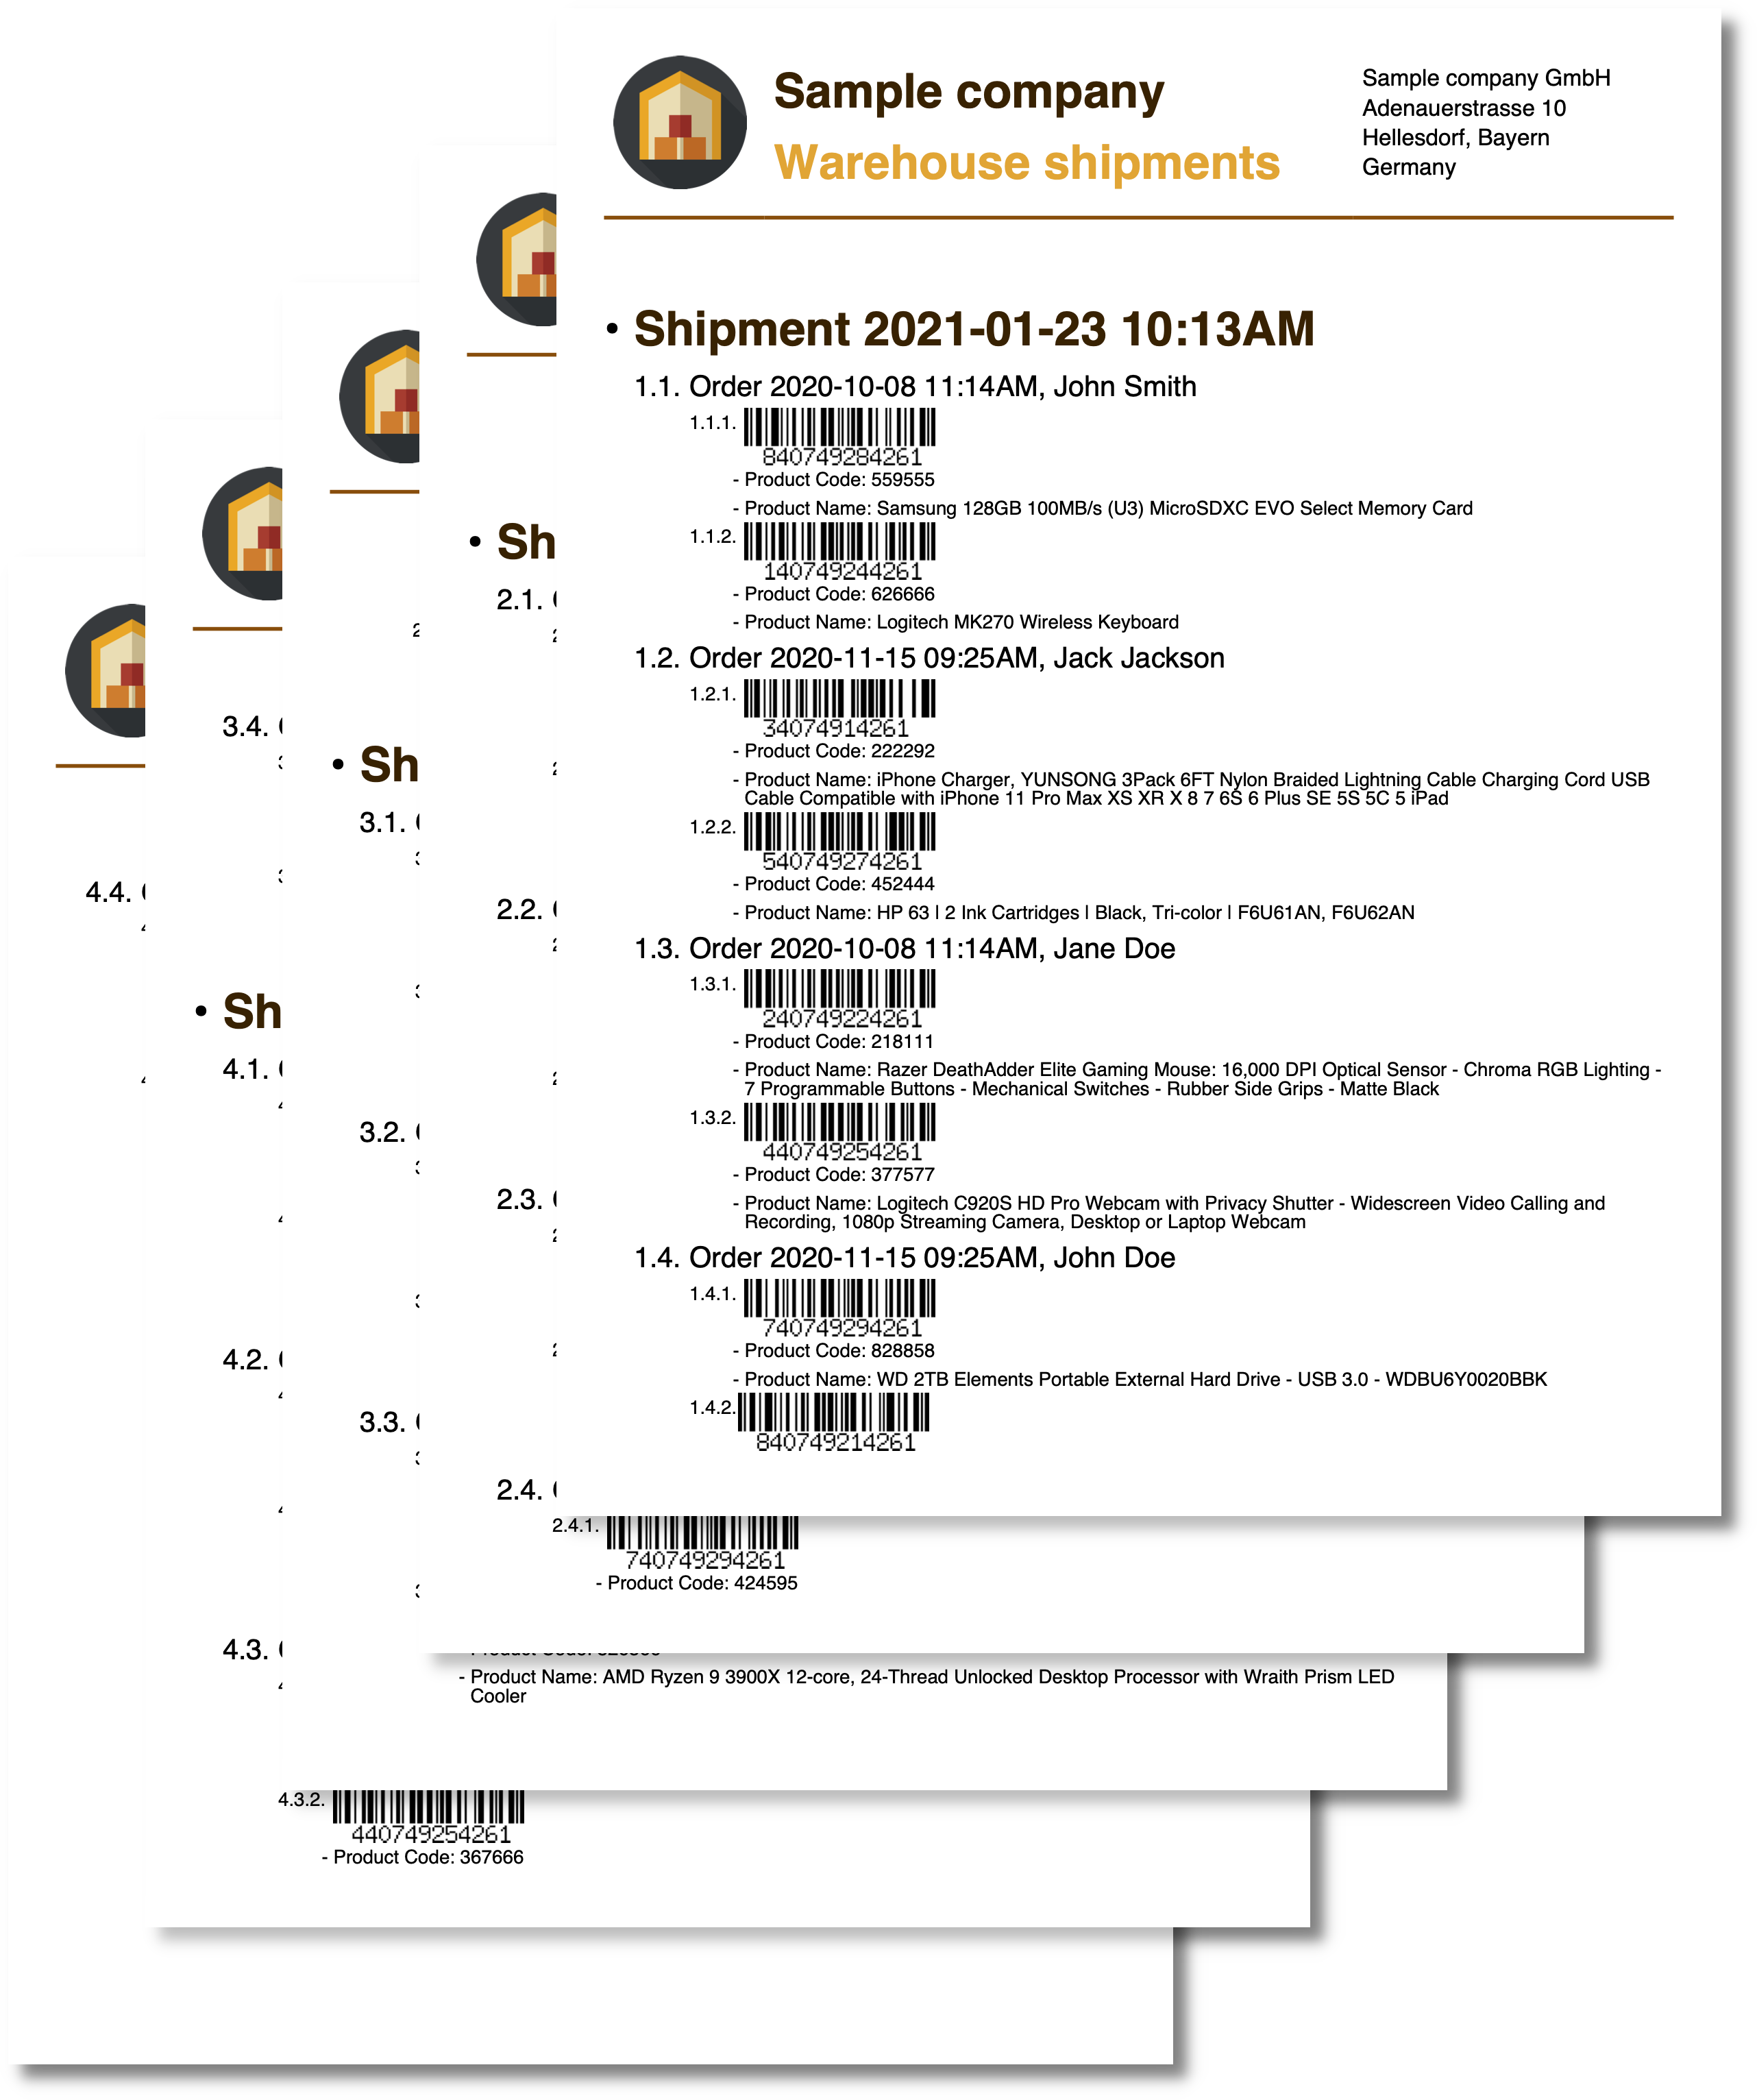 Sample company
Warehouse shipments
Sample company GmbH
Adenauerstrasse 10
Hellesdorf, Bayern
Germany
• Shipment 2021-01-23 10:13AM
1.1. Order 2020-10-08 11:14AM, John Smith
1.1.1.
840749284261
- Product Code: 559555
- Product Name: Samsung 128GB 100MB/s (U3) MicroSDXC EVO Select Memory Card
1.1.2.
140749244261
- Product Code: 626666
- Product Name: Logitech MK270 Wireless Keyboard
1.2. Order 2020-11-15 09:25AM, Jack Jackson
1.2.1.
34074914261
- Product Code: 222292
- Product Name: iPhone Charger, YUNSONG 3Pack 6FT Nylon Braided Lightning Cable Charging Cord USB
Cable Compatible with iPhone 11 Pro Max XS XR X 8 7 6S 6 Plus SE 5S 5C 5 iPad
1.2.2.
540749274261
- Product Code: 452444
- Product Name: HP 63 | 2 Ink Cartridges | Black, Tri-color | F6U61AN, F6U62AN
1.3. Order 2020-10-08 11:14AM, Jane Doe
1.3.1.
240749224261
- Product Code: 218111
- Product Name: Razer DeathAdder Elite Gaming Mouse: 16,000 DPI Optical Sensor - Chroma RGB Lighting -
7 Programmable Buttons - Mechanical Switches - Rubber Side Grips - Matte Black
1.3.2.
440749254261
- Product Code: 377577
- Product Name: Logitech C920S HD Pro Webcam with Privacy Shutter - Widescreen Video Calling and
Recording, 1080p Streaming Camera, Desktop or Laptop Webcam
1.4. Order 2020-11-15 09:25AM, John Doe
1.4.1.
740749294261
- Product Code: 828858
- Product Name: WD 2TB Elements Portable External Hard Drive - USB 3.0 - WDBU6Y0020BBK
1.4.2.
840749214261
• Sh
2.1.
2.2.
2.3.
2.4.
2.4.1.
740749294261
- Product Code: 424595
• Sh
3.1.
3.2.
3.3.
- Product Name: AMD Ryzen 9 3900X 12-core, 24-Thread Unlocked Desktop Processor with Wraith Prism LED
Cooler
3.4.
• Sh
4.1.
4.2.
4.3.
4.3.2.
440749254261
- Product Code: 367666
4.4.